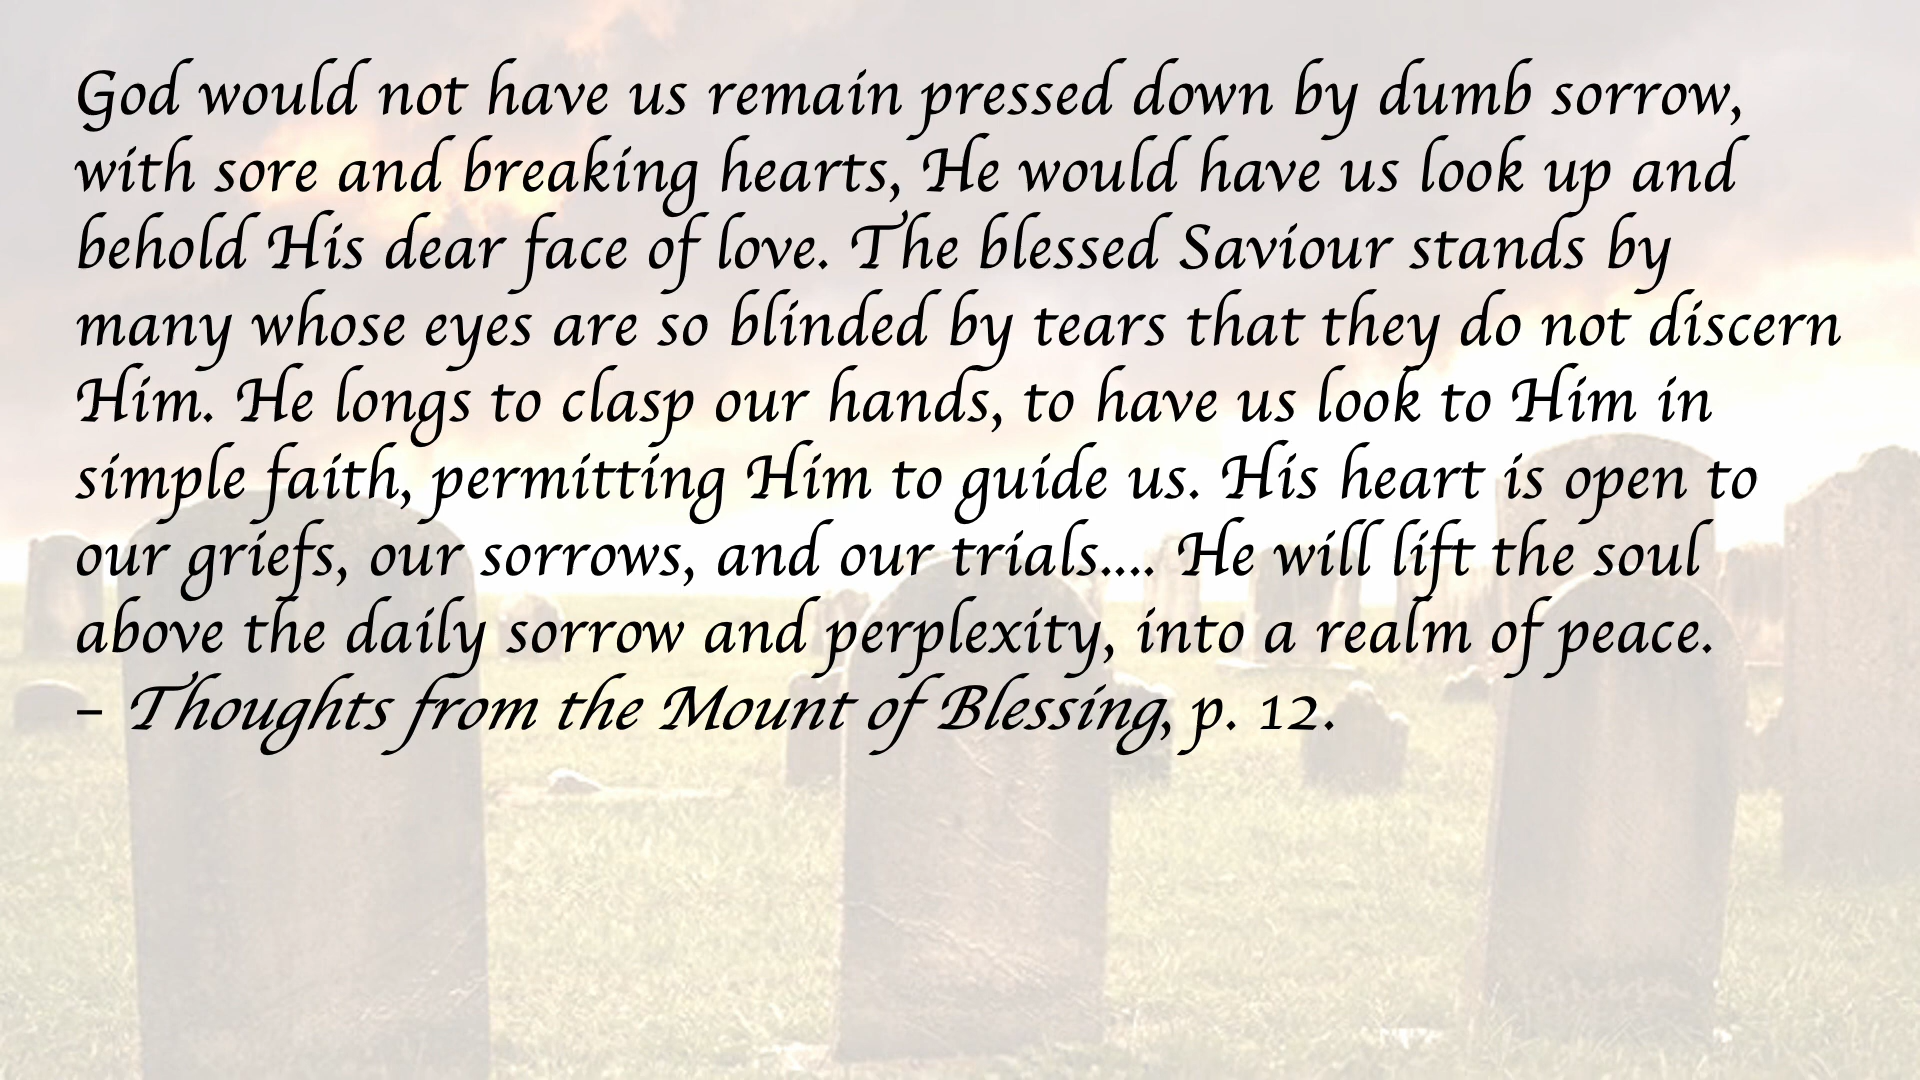 God would not have us remain pressed down by dumb sorrow,
with sore and breaking hearts, He would have us look up and
behold His dear face of love. The blessed Saviour stands by
many whose eyes are so blinded by tears that they do not discern
Him. He longs to clasp our hands, to have us look to Him in
simple faith, permitting Him to guide us. His heart is open to
our griefs, our sorrows, and our trials.... He will lift the soul
above the daily sorrow and perplexity, into a realm of peace.
– Thoughts from the Mount of Blessing, p. 12.